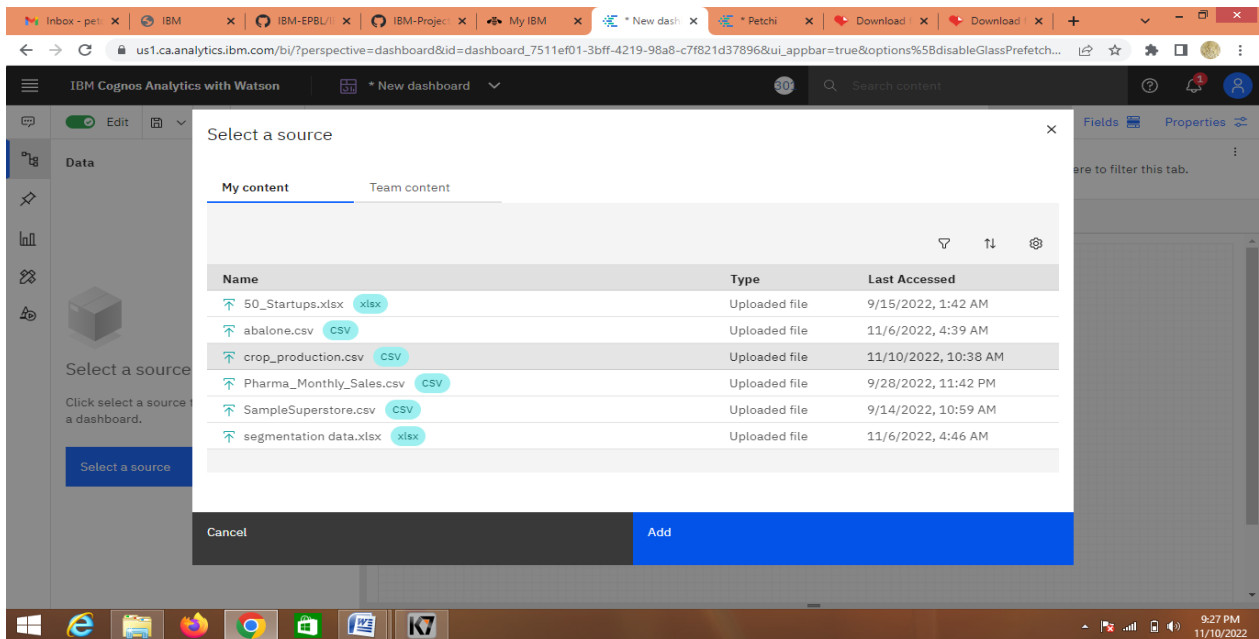 Inbox - petc
IBM
IBM-EPBL/I
IBM-Project
My IBM
* New dash
* Petchi
Download
Download
us1.ca.analytics.ibm.com/bi/?perspective=dashboard&id=dashboard_7511ef01-3bff-4219-98a8-c7f821d37896&ui_appbar=true&options%5BdisableGlassPrefetch...
IBM Cognos Analytics with Watson
* New dashboard
Search content
1
Edit
Fields
Properties
Data
Select a source
ere to filter this tab.
My content Team content
Name Type Last Accessed
50_Startups.xlsx xlsx Uploaded file 9/15/2022, 1:42 AM
abalone.csv CSV Uploaded file 11/6/2022, 4:39 AM
crop_production.csv CSV Uploaded file 11/10/2022, 10:38 AM
Pharma_Monthly_Sales.csv CSV Uploaded file 9/28/2022, 11:42 PM
SampleSuperstore.csv CSV Uploaded file 9/14/2022, 10:59 AM
segmentation data.xlsx xlsx Uploaded file 11/6/2022, 4:46 AM
Select a source
Click select a source
a dashboard.
Select a source
Cancel Add
K7
9:27 PM
11/10/2022